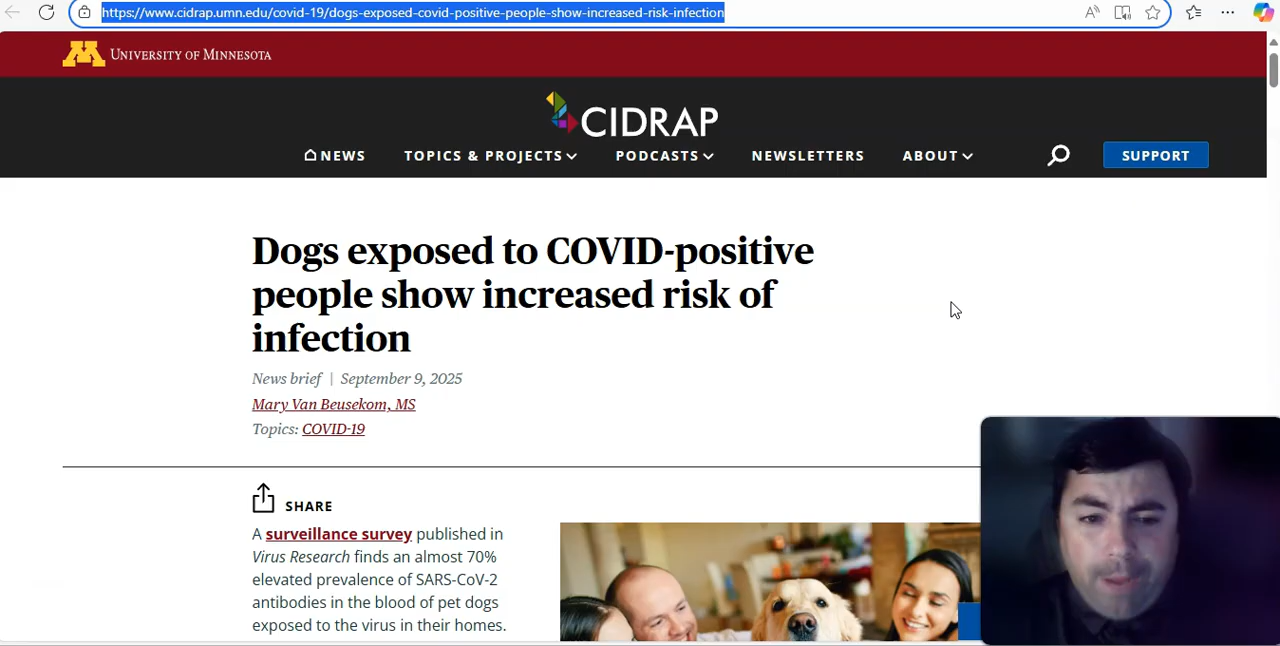 https://www.cidrap.umn.edu/covid-19/dogs-exposed-covid-positive-people-show-increased-risk-infection
M UNIVERSITY OF MINNESOTA
CIDRAP
NEWS TOPICS & PROJECTS PODCASTS NEWSLETTERS ABOUT SUPPORT
Dogs exposed to COVID-positive
people show increased risk of
infection
News brief | September 9, 2025
Mary Van Beusekom, MS
Topics: COVID-19
SHARE
A surveillance survey published in
Virus Research finds an almost 70%
elevated prevalence of SARS-CoV-2
antibodies in the blood of pet dogs
exposed to the virus in their homes.